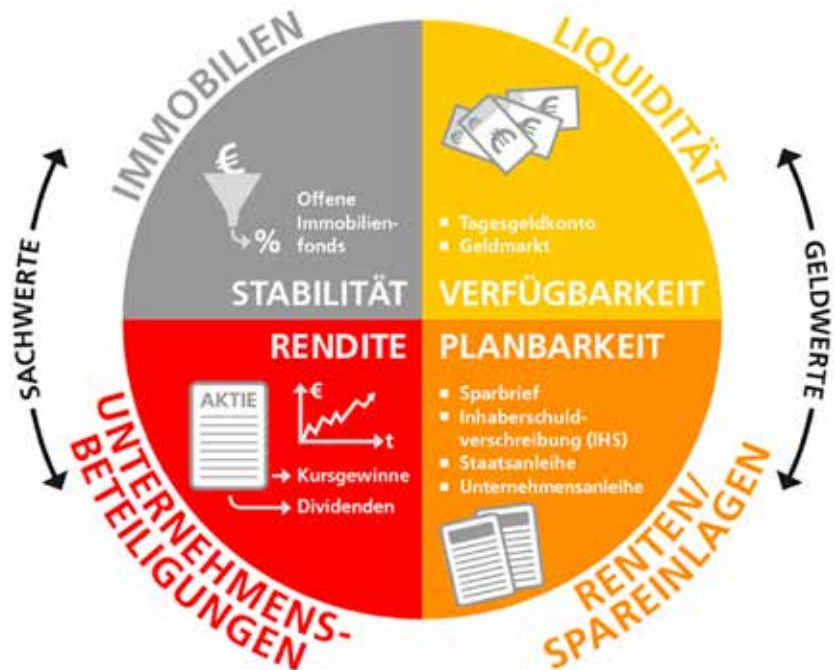 IMMOBILIEN
LIQUIDITÄT
SACHWERTE
GELDWERTE
€
%
Offene
Immobilien-
fonds
STABILITÄT
€
€
■ Tagesgeldkonto
■ Geldmarkt
VERFÜGBARKEIT
RENDITE
AKTIE
€
t
Kursgewinne
Dividenden
UNTERNEHMENS-
BETEILIGUNGEN
PLANBARKEIT
■ Sparbrief
■ Inhaberschuld-
verschreibung (IHS)
■ Staatsanleihe
■ Unternehmensanleihe
RENTEN/
SPAREINLAGEN